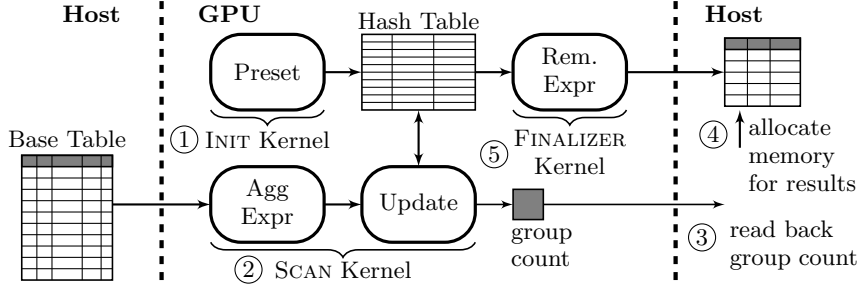 Host
GPU
Hash Table
Host
Preset
Rem.
Expr
① INIT Kernel
⑤ FINALIZER
Kernel
④ allocate
memory
for results
Base Table
Agg
Expr
Update
group
count
② SCAN Kernel
③ read back
group count